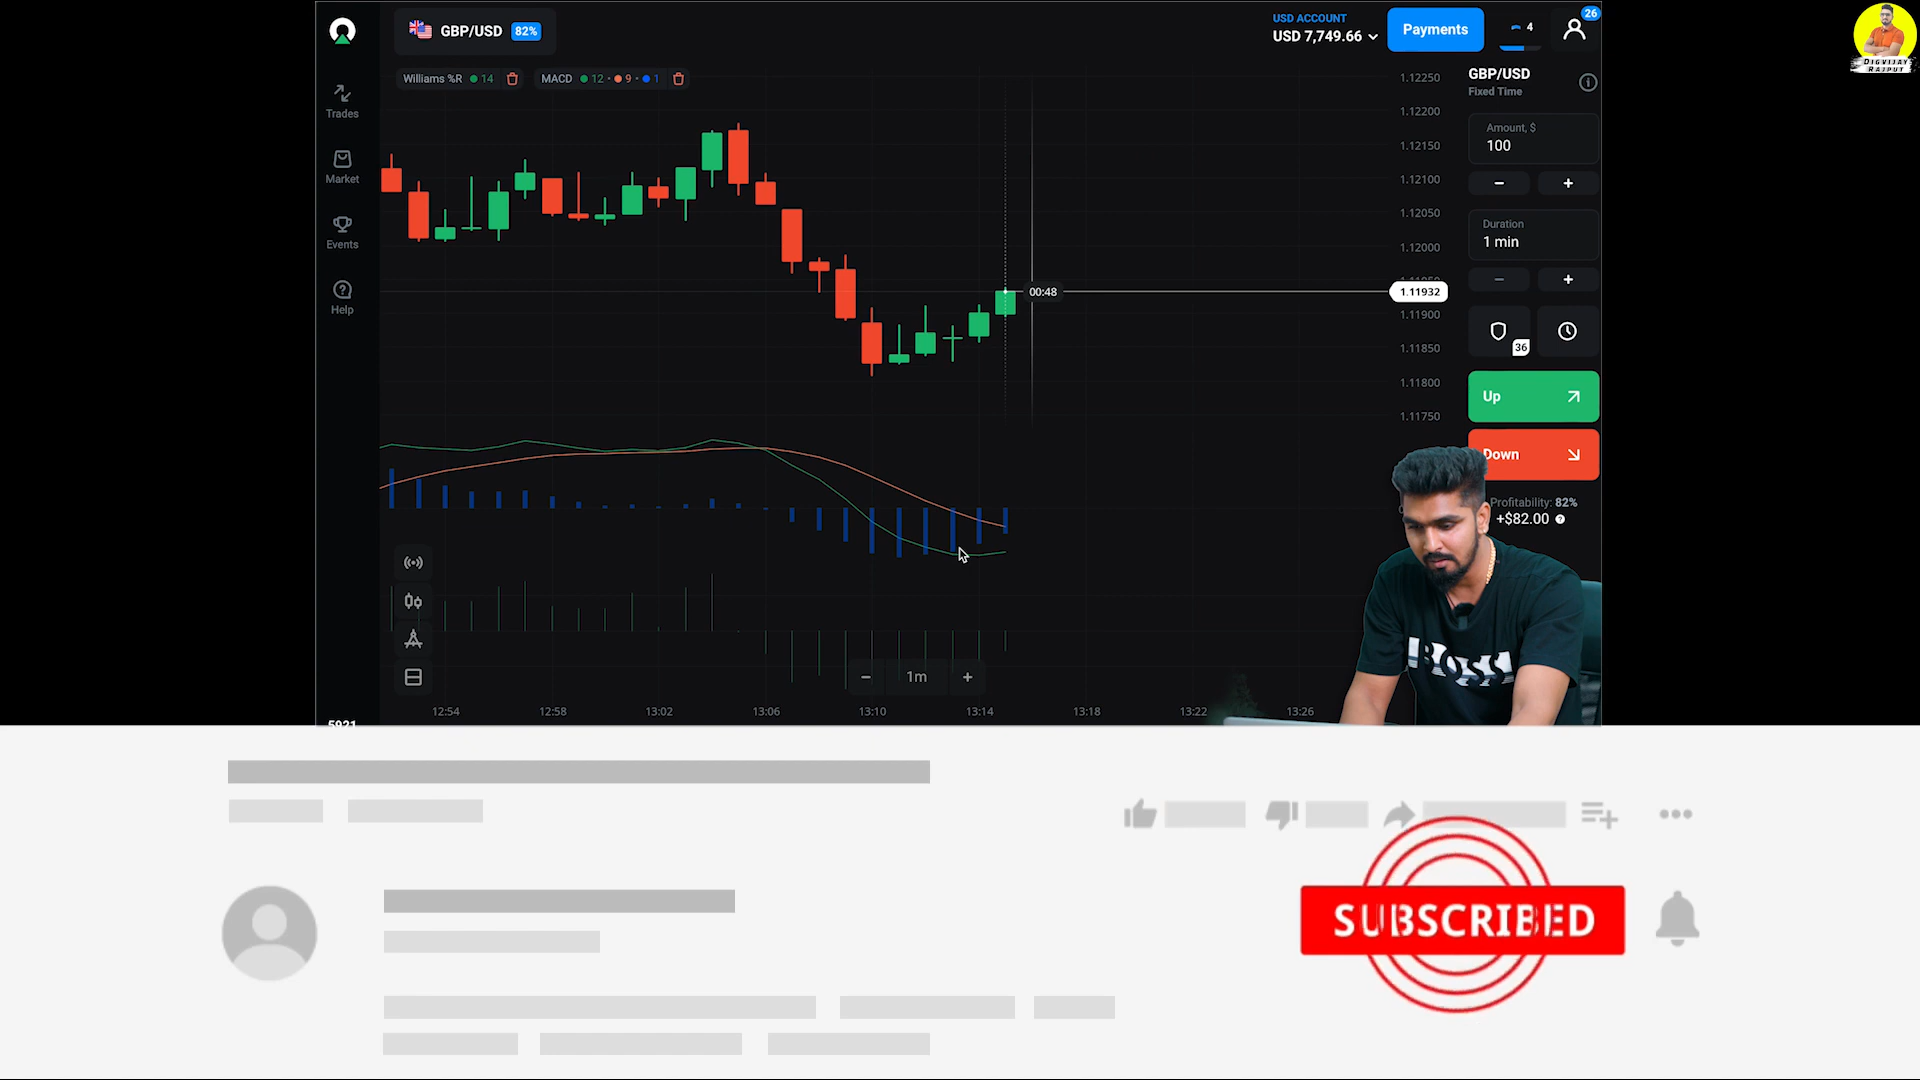 GBP/USD 82%
USD ACCOUNT
USD 7,749.66
Payments
4
26
DIGVIJAY
RAJPUT
Williams %R 14
MACD 12 • 9 • 1
Trades
Market
Events
Help
GBP/USD
Fixed Time
Amount, $
100
− +
Duration
1 min
− +
36
Up
Down
Profitability: 82%
+$82.00
1.12250
1.12200
1.12150
1.12100
1.12050
1.12000
00:48
1.11932
1.11900
1.11850
1.11800
1.11750
BOSS
− 1m +
12:54 12:58 13:02 13:06 13:10 13:14 13:18 13:22 13:26
SUBSCRIBED